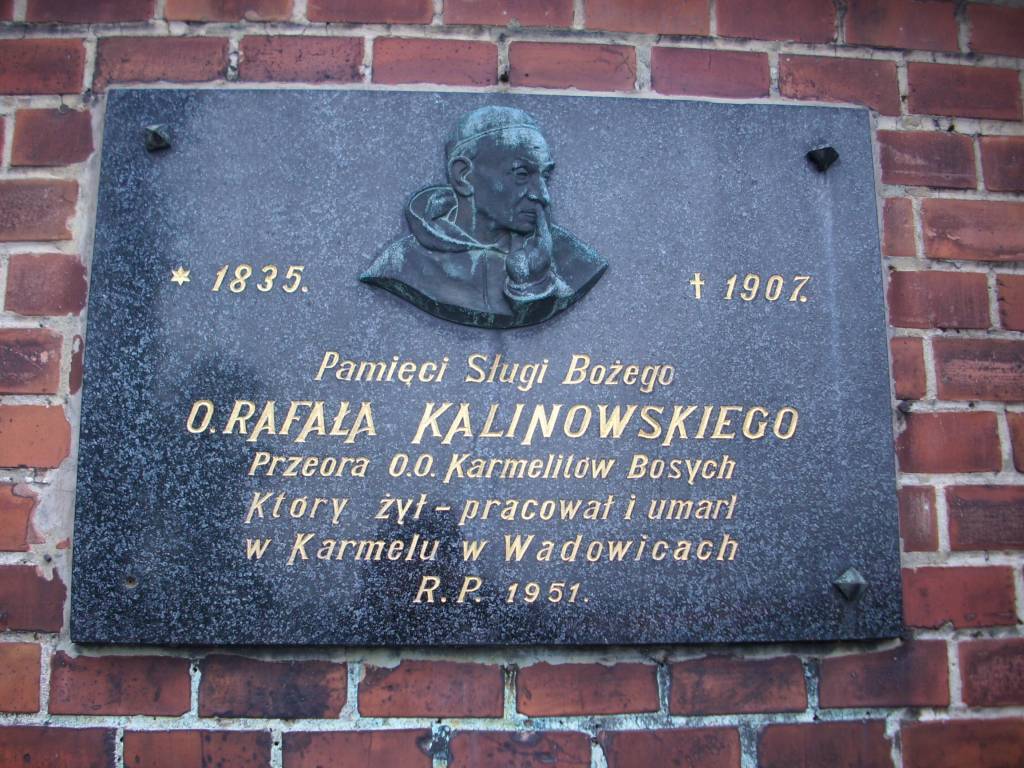 * 1835.
† 1907.
Pamięci Sługi Bożego
O. RAFAŁA KALINOWSKIEGO
Przeora O.O. Karmelitów Bosych
Który żył - pracował i umarł
w Karmelu w Wadowicach
R. P. 1951.